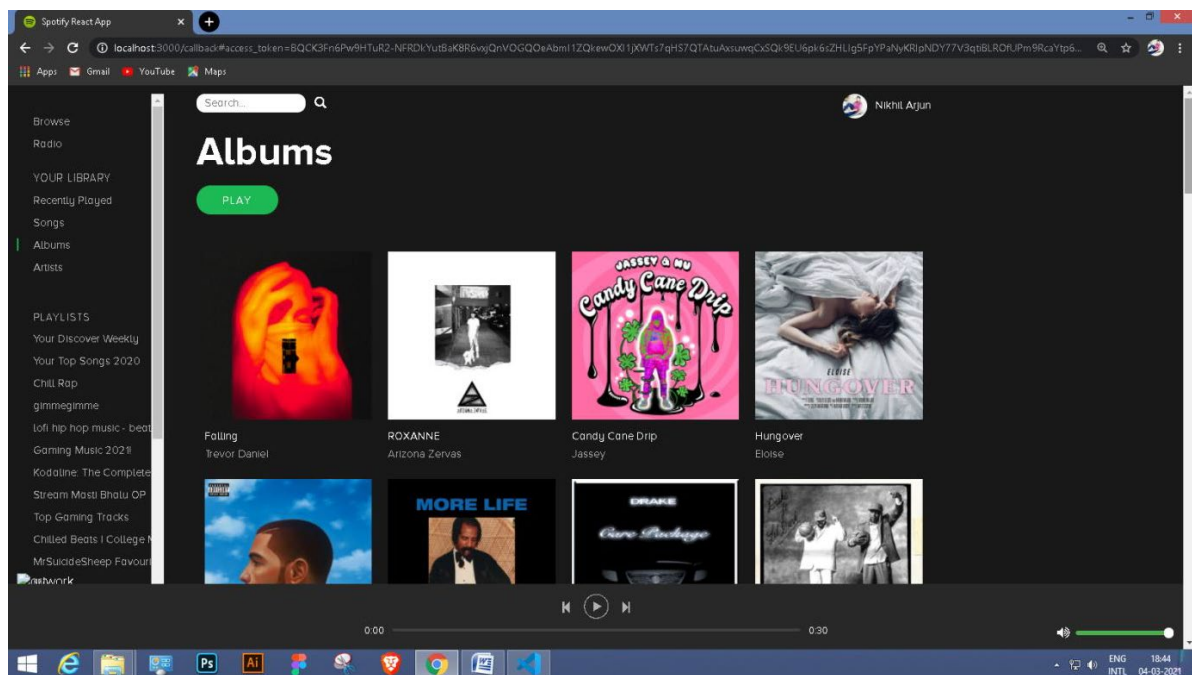 Spotify React App
localhost:3000/callback#access_token=
Apps Gmail YouTube Maps
Search...
Nikhil Arjun
Browse
Radio
Albums
PLAY
YOUR LIBRARY
Recently Played
Songs
Albums
Artists
PLAYLISTS
Your Discover Weekly
Your Top Songs 2020
Chill Rap
gimmegimme
lofi hip hop music - beat
Gaming Music 2021!
Kodaline: The Complete
Stream Masti Bhalu OP
Top Gaming Tracks
Chilled Beats | College
MrSuicideSheep Favouri
artwork
JASSEY & NU
Candy Cane Drip
ELOISE
HUNGOVER
Falling
Trevor Daniel
ROXANNE
Arizona Zervas
Candy Cane Drip
Jassey
Hungover
Eloise
MORE LIFE
DRAKE
Care Package
0:00
0:30
Ps Ai
ENG 18:44
INTL 04-03-2021